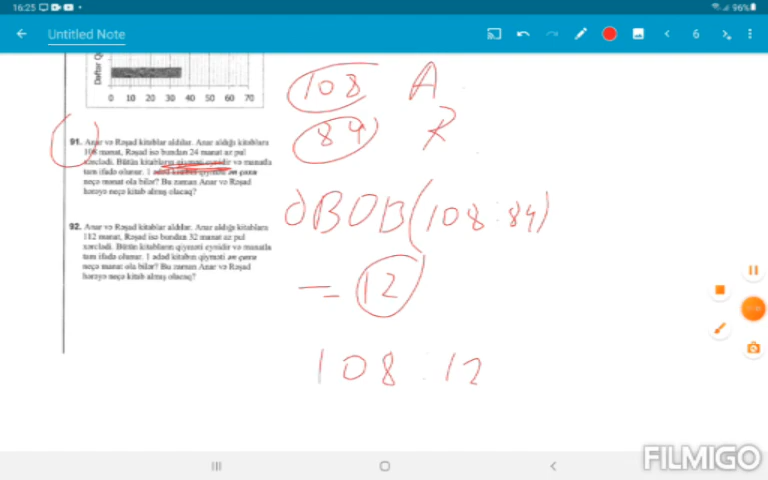 16:25
96%
Untitled Note
6
Dəftər
0 10 20 30 40 50 60 70
91. Anar və Rəşad kitablar aldılar. Anar aldığı kitablara
108 manat, Rəşad isə bundan 24 manat az pul
xərclədi. Bütün kitabların qiyməti eynidir və manatla
tam ifadə olunur. 1 ədəd kitabın qiyməti ən çoxu
neçə manat ola bilər? Bu zaman Anar və Rəşad
hərəyə neçə kitab almış olacaq?
92. Anar və Rəşad kitablar aldılar. Anar aldığı kitablara
112 manat, Rəşad isə bundan 32 manat az pul
xərclədi. Bütün kitabların qiyməti eynidir və manatla
tam ifadə olunur. 1 ədəd kitabın qiyməti ən çoxu
neçə manat ola bilər? Bu zaman Anar və Rəşad
hərəyə neçə kitab almış olacaq?
108 A
84 R
ƏBOB(108:84)
= 12
108 : 12
FILMIGO